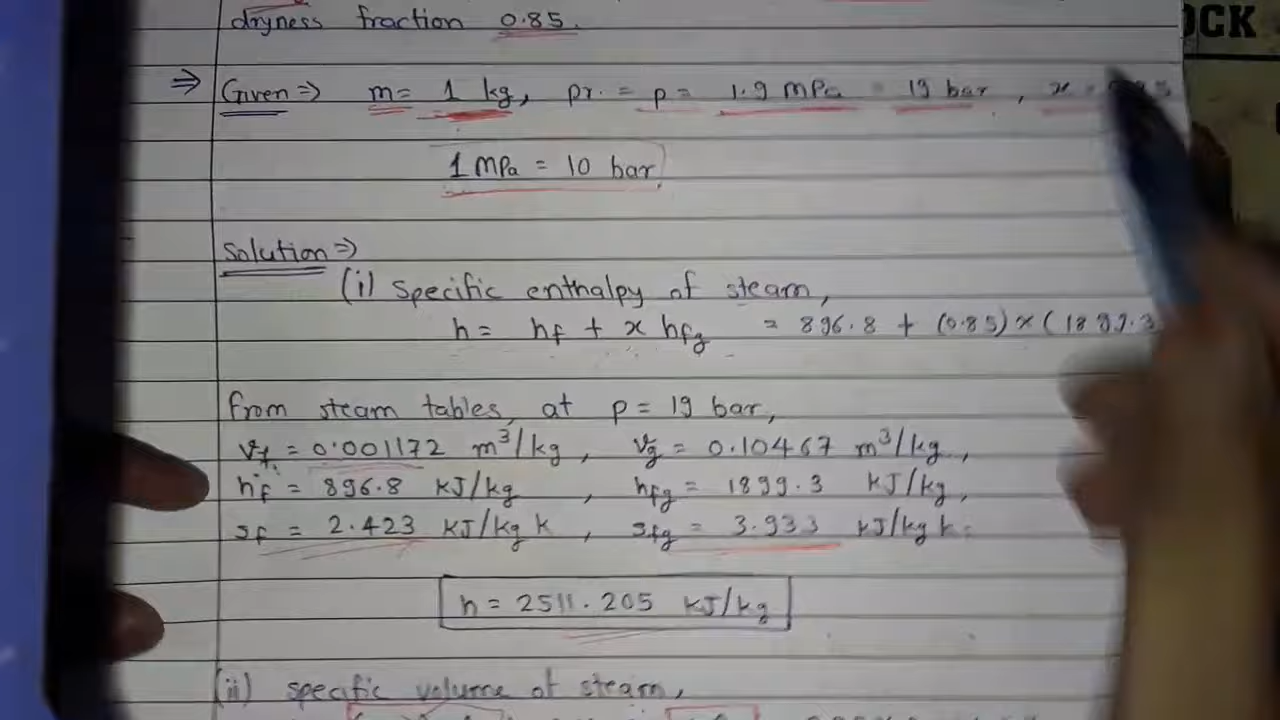 dryness fraction 0.85.
OCK
⇒ Given ⇒ m = 1 kg, pr. = p = 1.9 MPa = 19 bar, x =
1 MPa = 10 bar
Solution ⇒
(i) Specific enthalpy of steam,
h = hf + x hfg = 896.8 + (0.85) × (1899.3
from steam tables, at p = 19 bar,
vf = 0.001172 m³/kg, vg = 0.10467 m³/kg,
hf = 896.8 KJ/kg, hfg = 1899.3 KJ/kg,
sf = 2.423 KJ/kg K, sfg = 3.933 KJ/kg K.
h = 2511.205 KJ/kg
(ii) specific volume of steam,